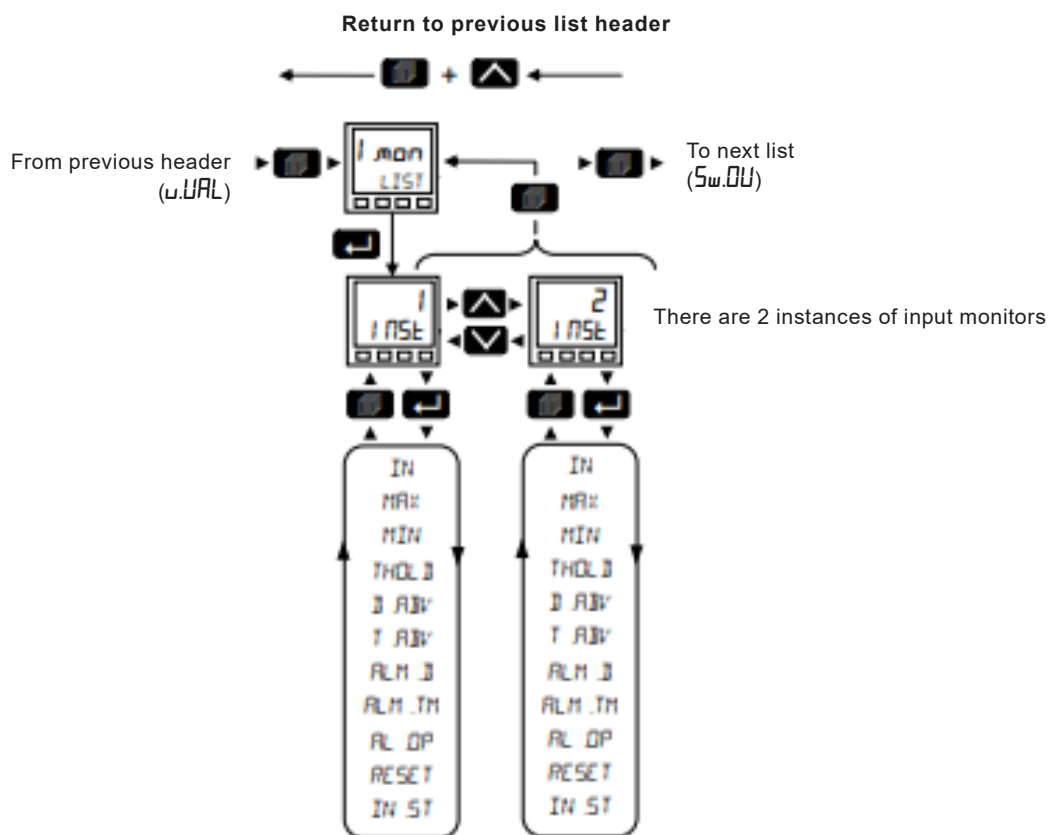 Return to previous list header
+
I mon
LIST
From previous header
(u.VAL)
To next list
(Sw.OV)
1
INSt
2
INSt
There are 2 instances of input monitors
IN
MAX
MIN
THOLD
D.ABV
T.ABV
ALM.D
ALM.TM
AL.OP
RESET
IN.ST
IN
MAX
MIN
THOLD
D.ABV
T.ABV
ALM.D
ALM.TM
AL.OP
RESET
IN.ST